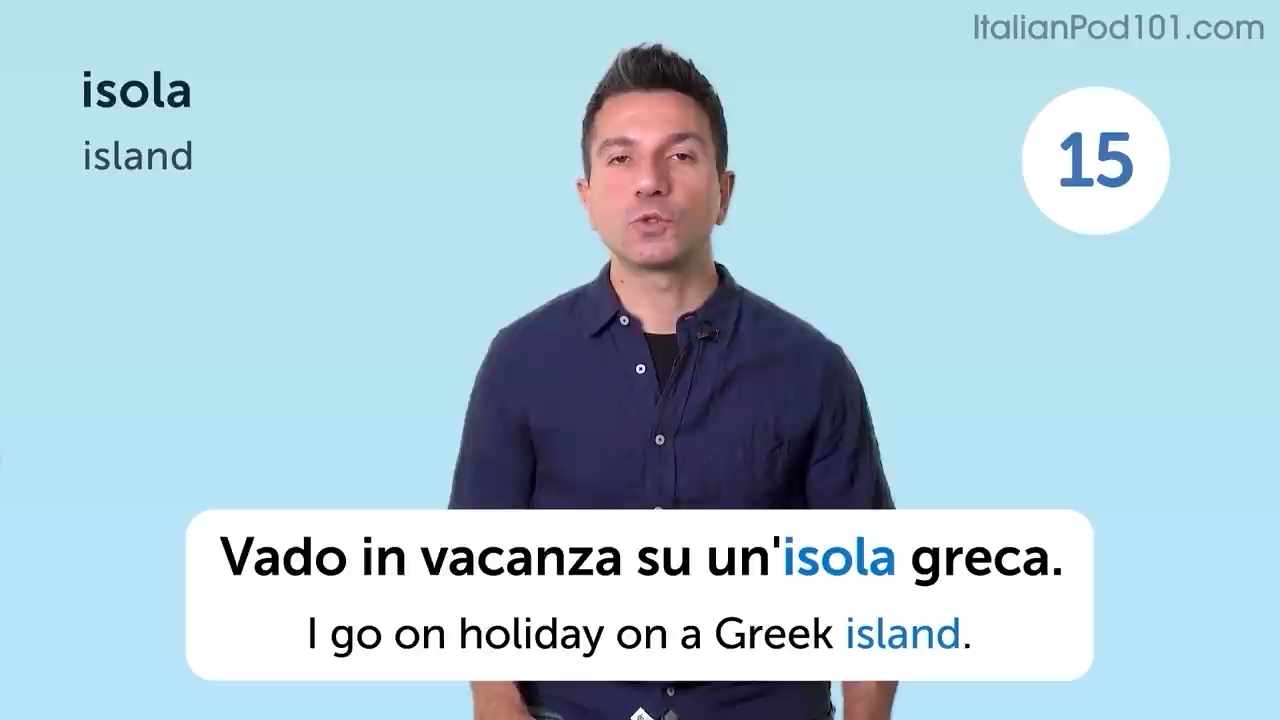 ItalianPod101.com
isola
island
15
Vado in vacanza su un'isola greca.
I go on holiday on a Greek island.